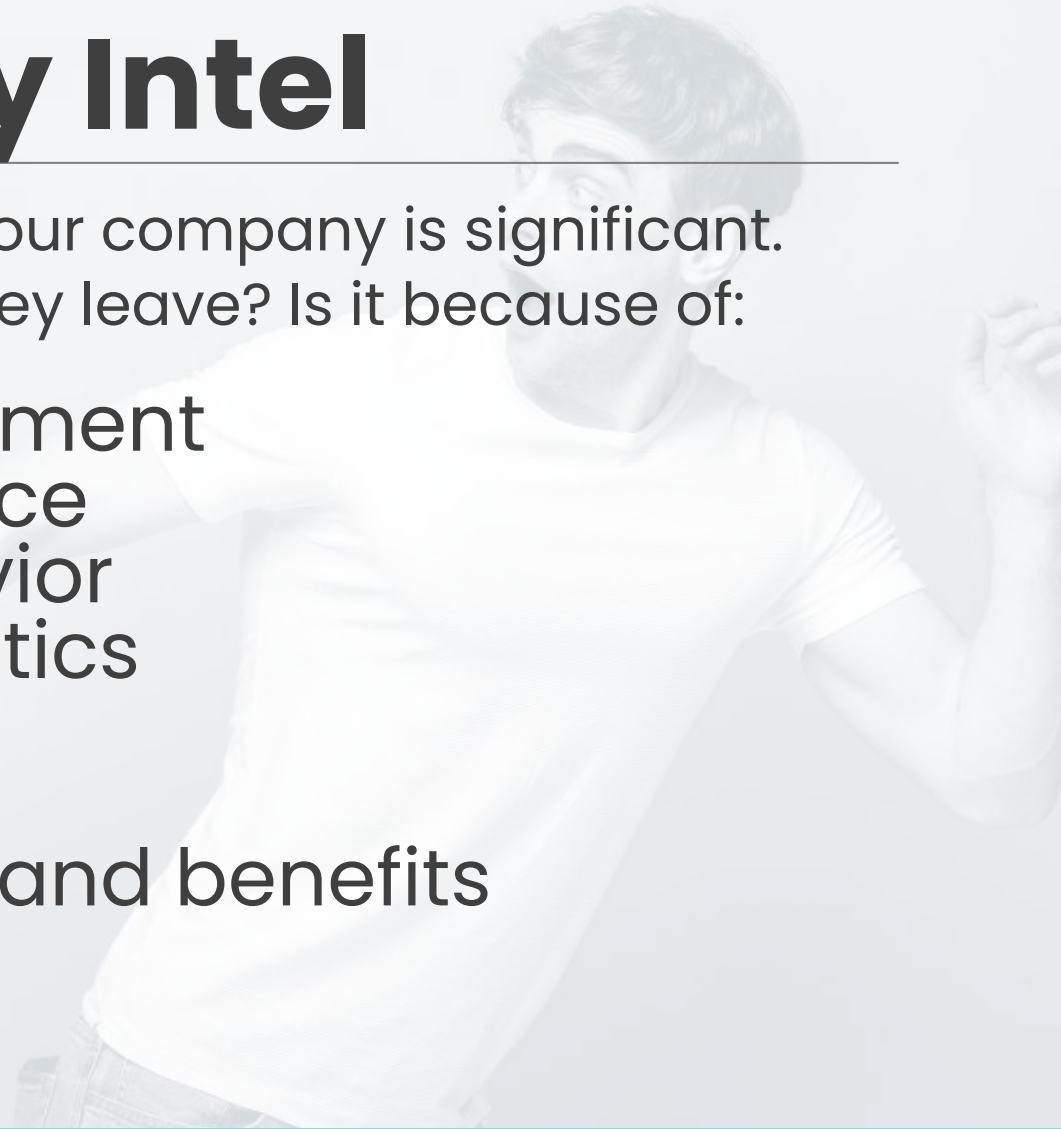 y Intel
our company is significant.
ey leave? Is it because of:
ment
ce
vior
tics
and benefits